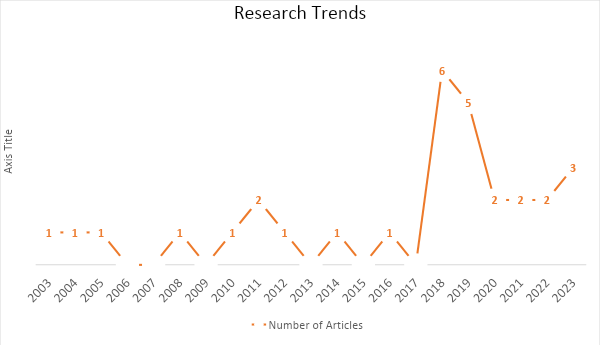 Research Trends
6
5
3
2
2 2 2
1 1 1 1 1 1 1 1
Axis Title
2003 2004 2005 2006 2007 2008 2009 2010 2011 2012 2013 2014 2015 2016 2017 2018 2019 2020 2021 2022 2023
Number of Articles